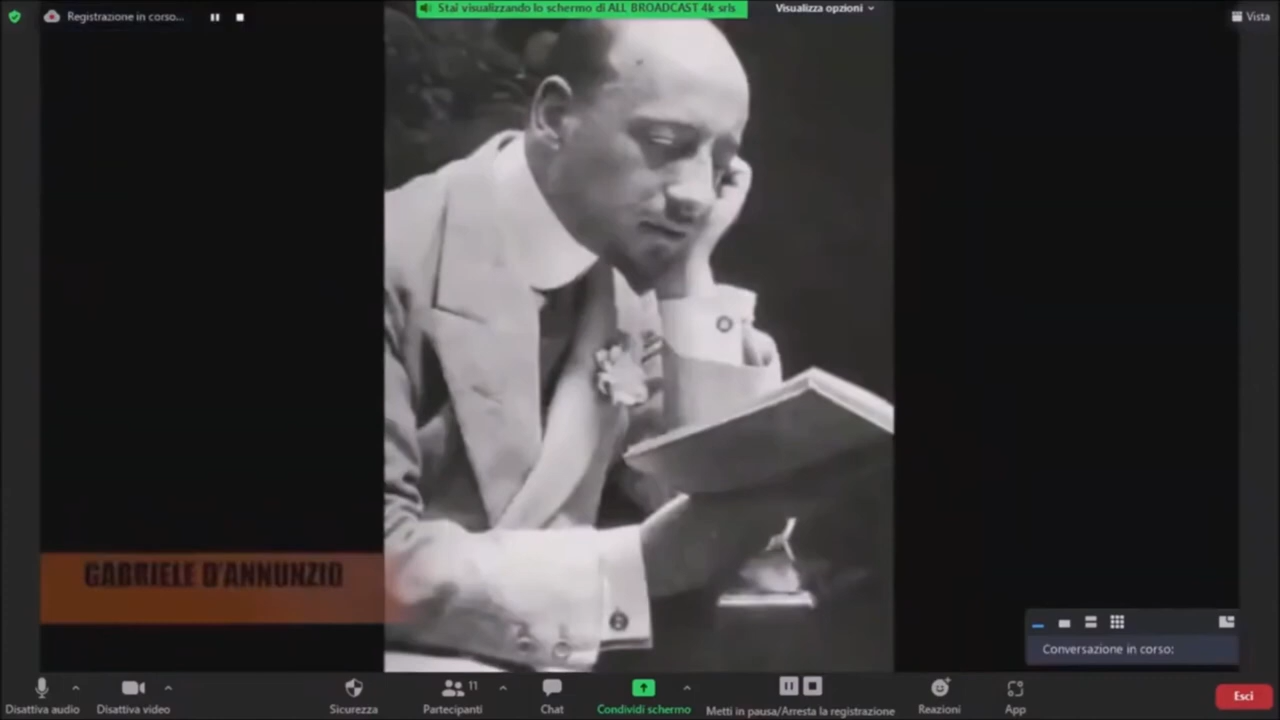 Registrazione in corso...
Stai visualizzando lo schermo di ALL BROADCAST 4k srls
Visualizza opzioni
Vista
GABRIELE D'ANNUNZIO
Conversazione in corso:
Disattiva audio
Disattiva video
Sicurezza
Partecipanti
11
Chat
Condividi schermo
Metti in pausa/Arresta la registrazione
Reazioni
App
Esci